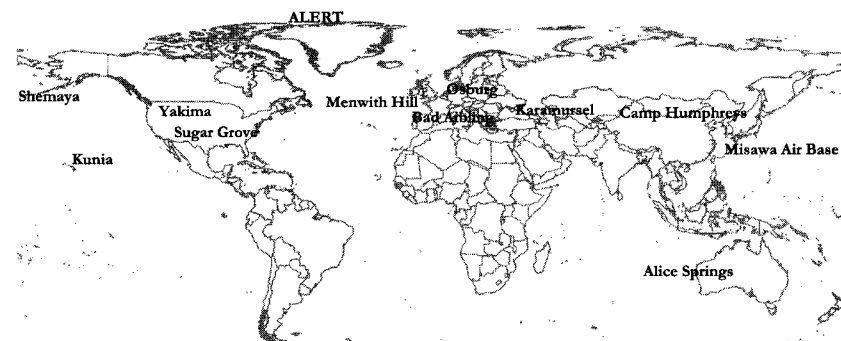 ALERT
Osburg
Shemaya
Menwith Hill
Yakima
Karamursel
Camp Humphreys
Bad Aibling
Sugar Grove
Misawa Air Base
Kunia
Alice Springs